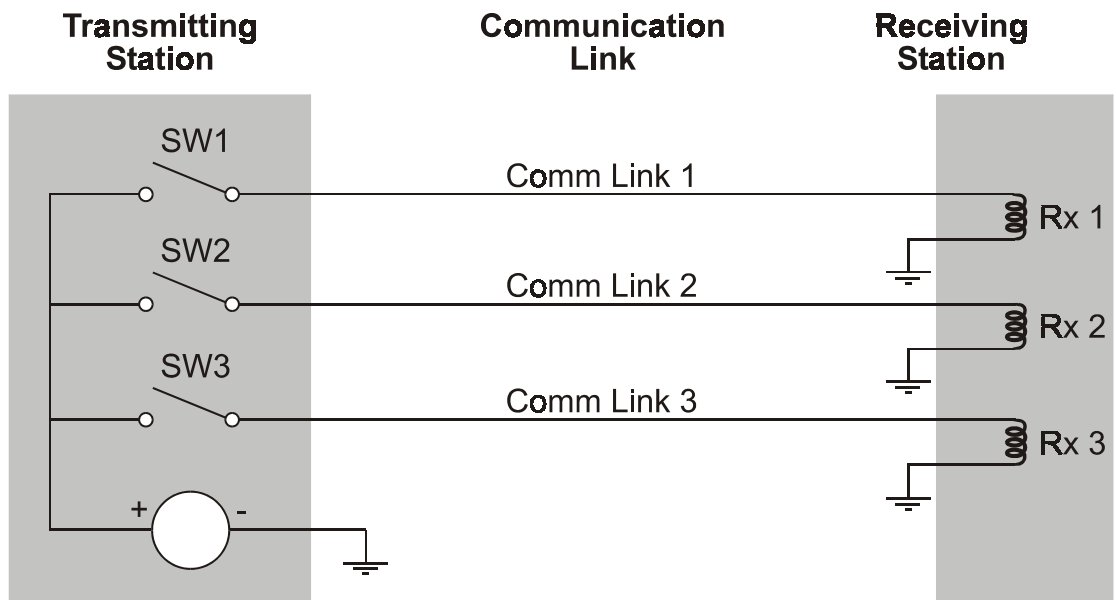 Transmitting
Station
Communication
Link
Receiving
Station
SW1
Comm Link 1
Rx 1
SW2
Comm Link 2
Rx 2
SW3
Comm Link 3
Rx 3
+ -